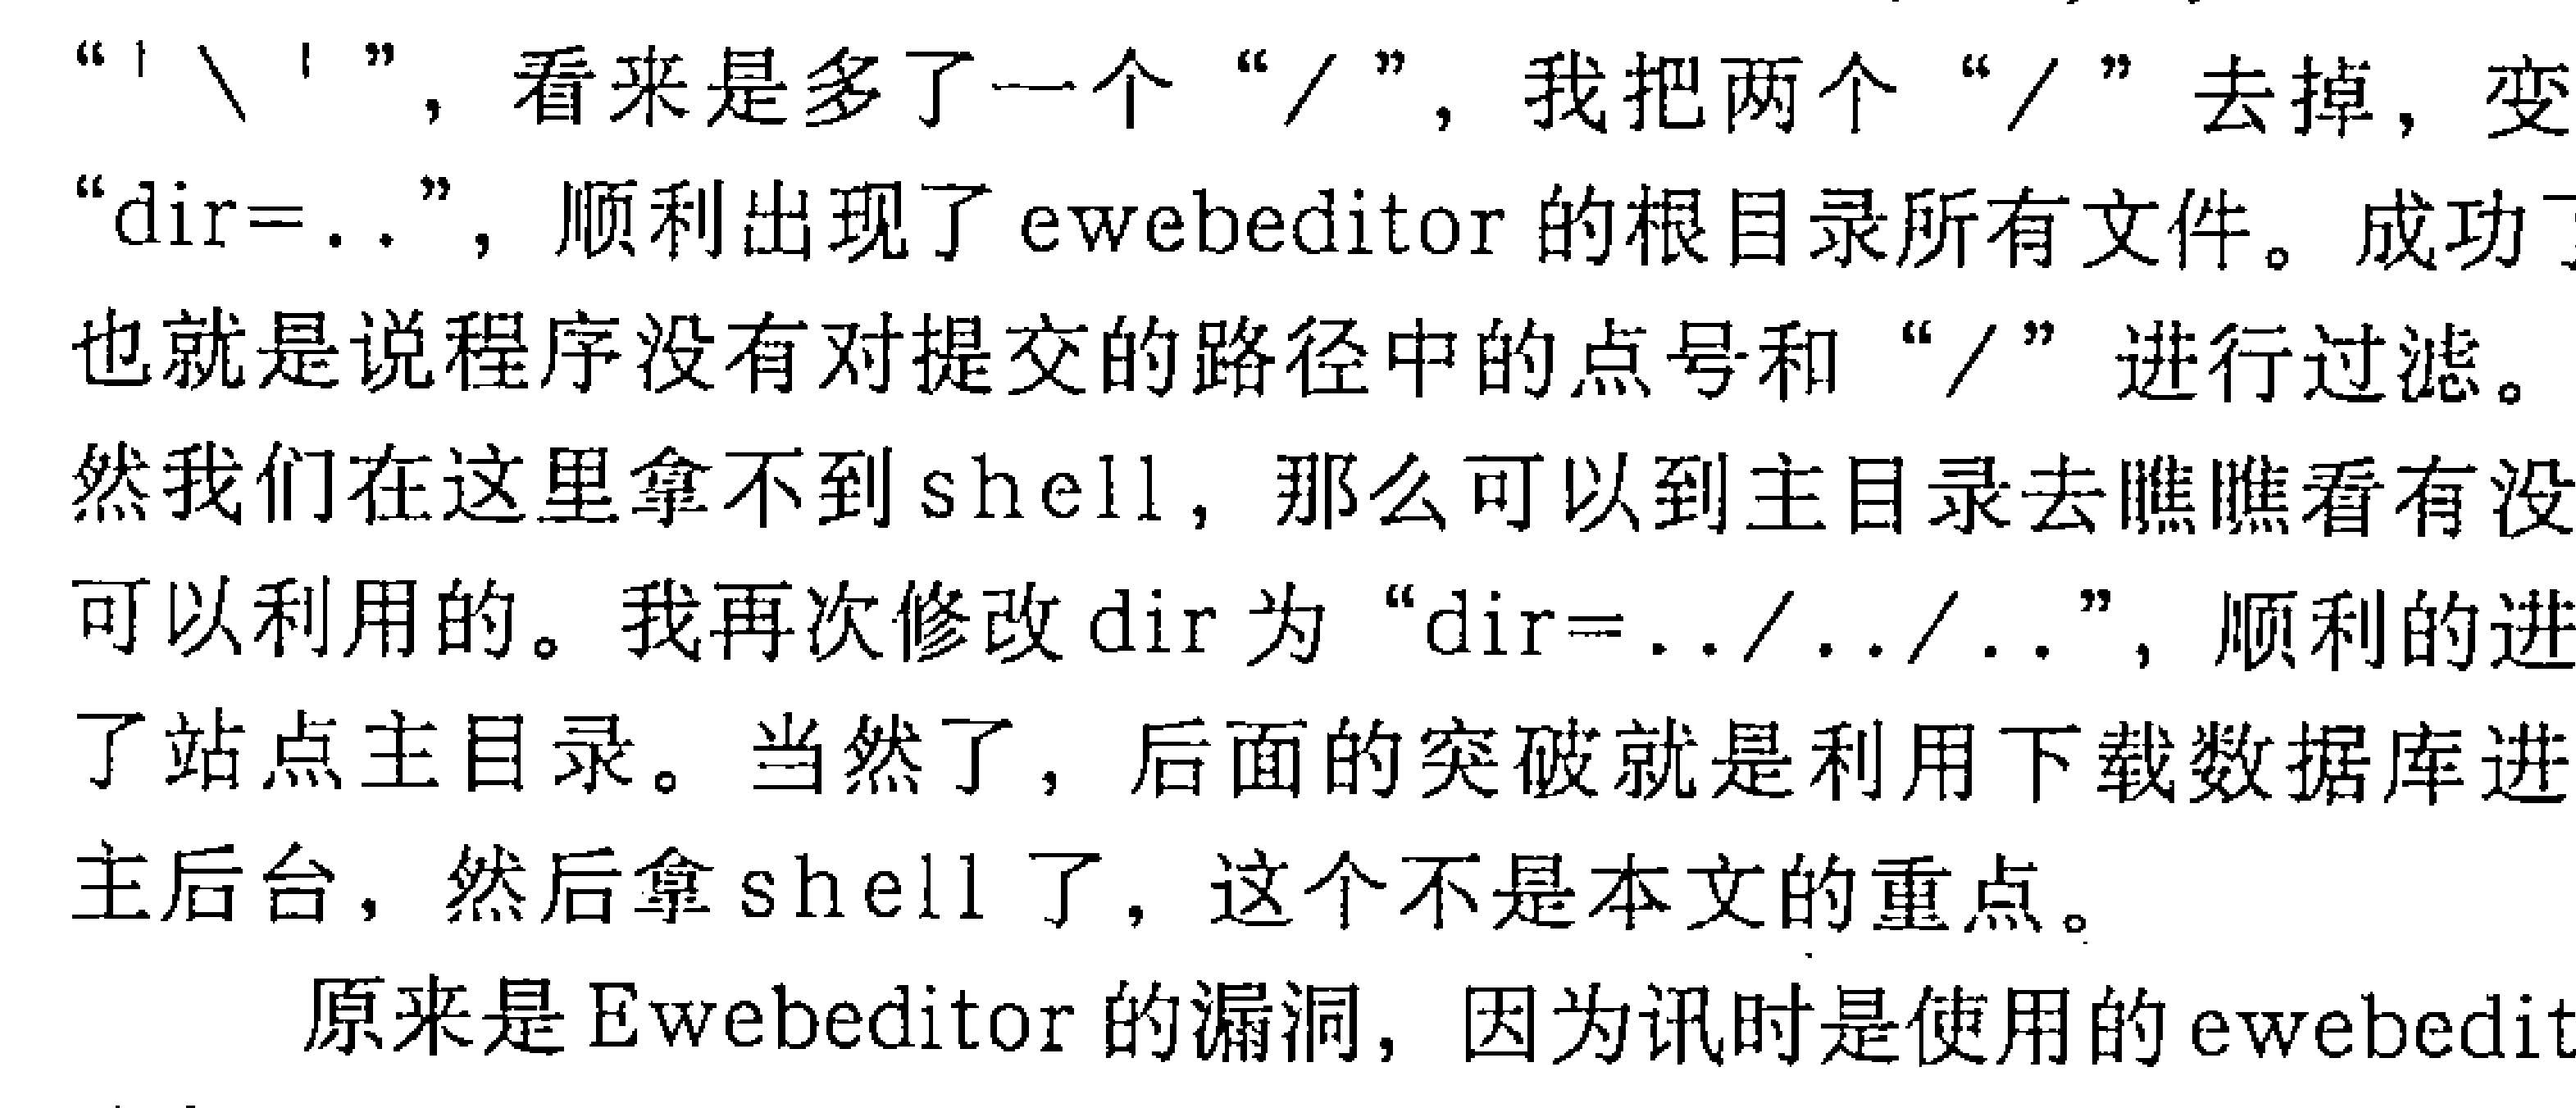 “'\'”，看来是多了一个“/”，我把两个“/”去掉，变
“dir=..”，顺利出现了ewebeditor的根目录所有文件。成功了
也就是说程序没有对提交的路径中的点号和“/”进行过滤。
然我们在这里拿不到shell，那么可以到主目录去瞧瞧看有没
可以利用的。我再次修改dir为“dir=../../..”，顺利的进
了站点主目录。当然了，后面的突破就是利用下载数据库进
主后台，然后拿shell了，这个不是本文的重点。
原来是Ewebeditor的漏洞，因为讯时是使用的ewebedit